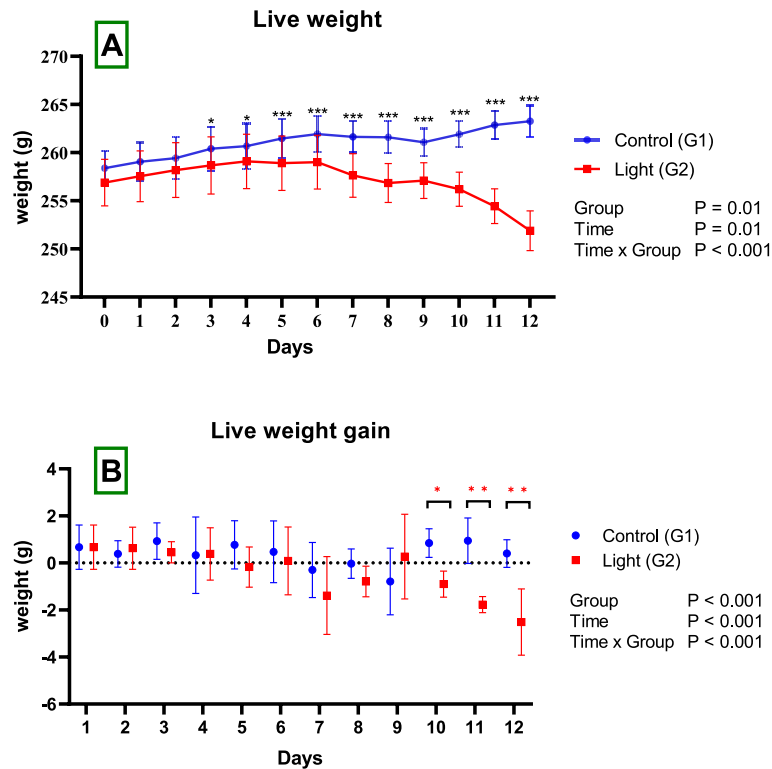 Live weight
A
270
265
260
255
250
245
weight (g)
* * *** *** *** *** *** *** *** ***
0 1 2 3 4 5 6 7 8 9 10 11 12
Days
Control (G1)
Light (G2)
Group P = 0.01
Time P = 0.01
Time x Group P < 0.001
Live weight gain
B
4
2
0
-2
-4
-6
weight (g)
* ** **
1 2 3 4 5 6 7 8 9 10 11 12
Days
Control (G1)
Light (G2)
Group P < 0.001
Time P < 0.001
Time x Group P < 0.001